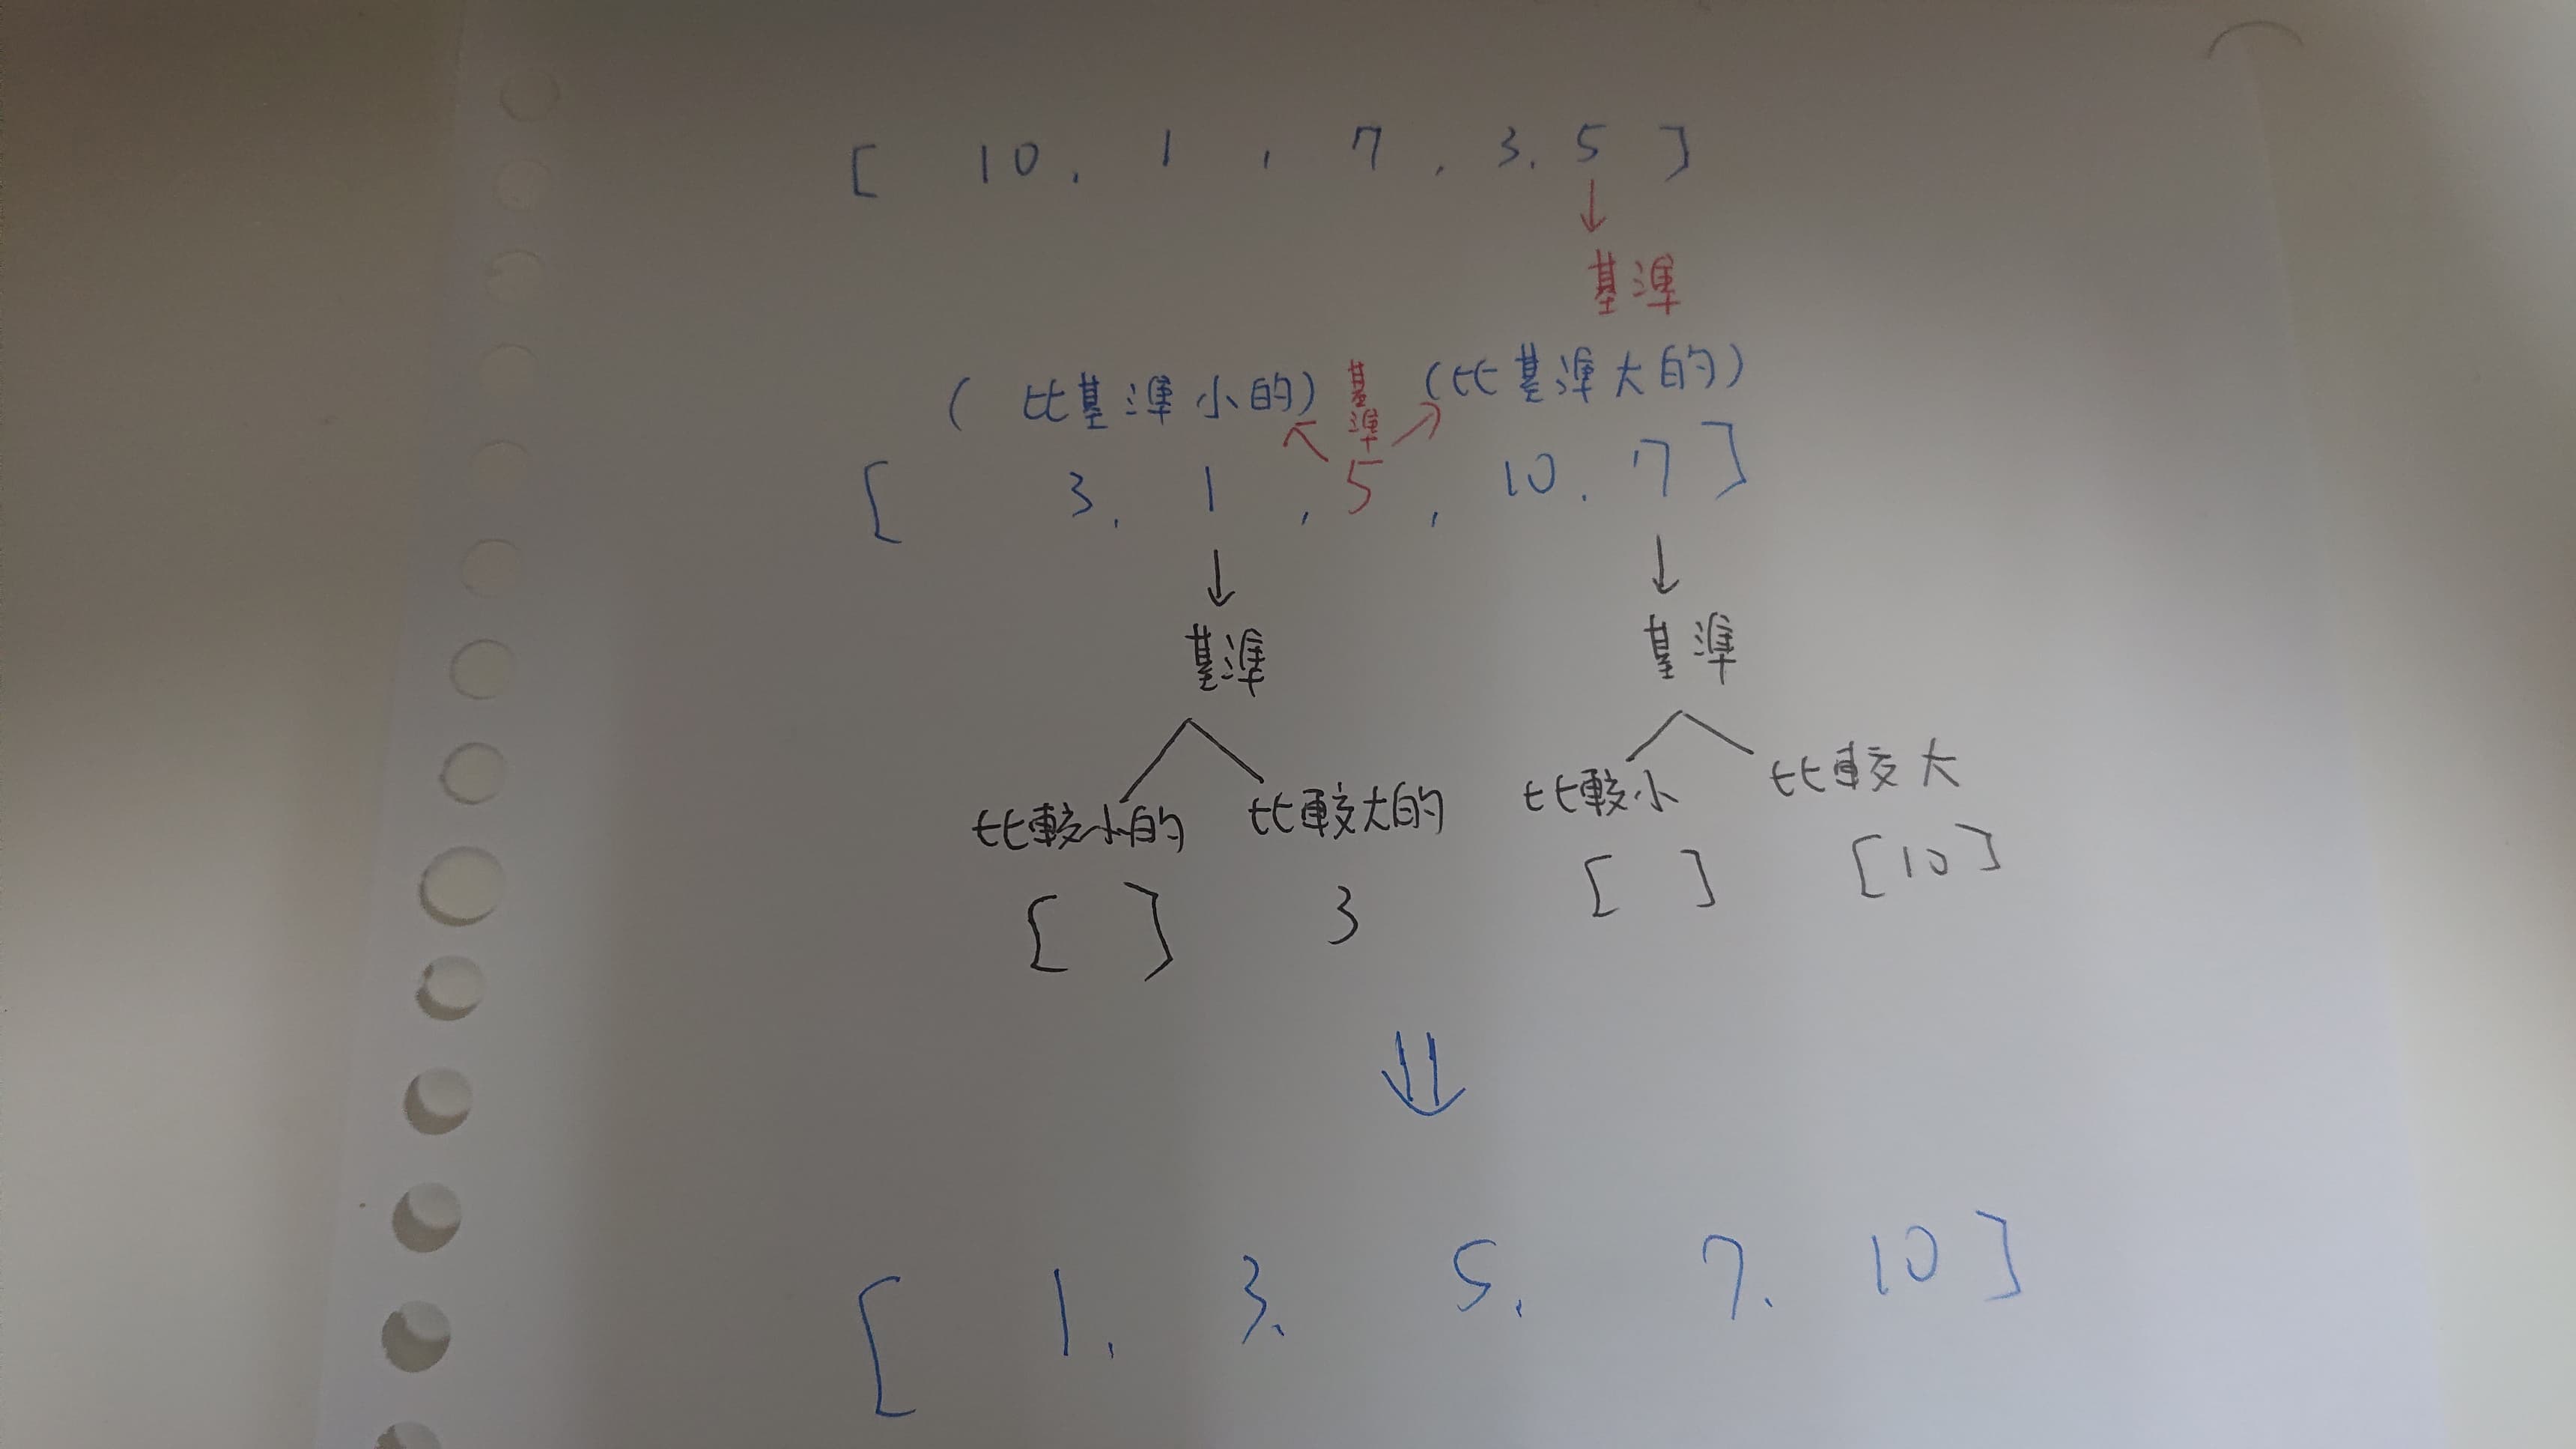 [ 10, 1 , 7, 3, 5 ]
基準
(比基準小的) 基準 (比基準大的)
[ 3, 1 , 5 , 10, 7 ]
基準 基準
比較小的 比較大的 比較小 比較大
[ ] 3 [ ] [10]
[ 1, 3, 5, 7, 10 ]